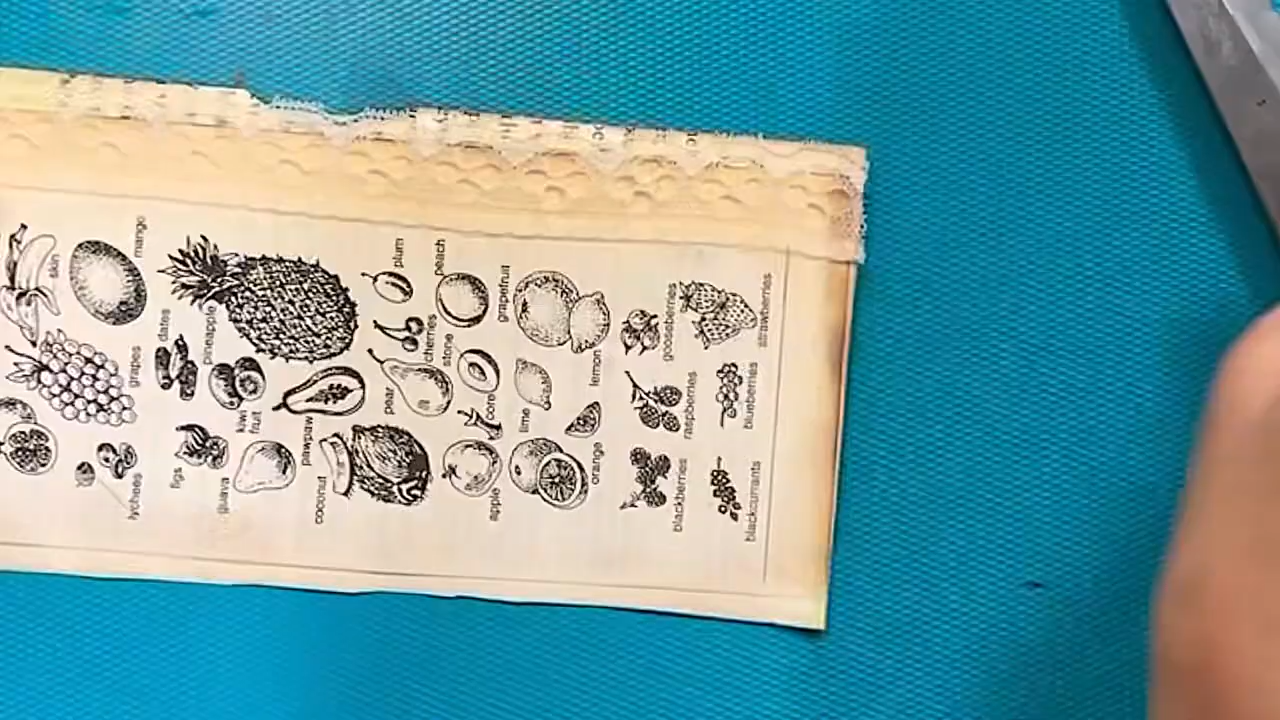 skin
mango
grapes
lychees
dates
pineapple
kiwi
fruit
figs
guava
plum
peach
cherries
stone
pear
pawpaw
core
coconut
apple
grapefruit
lemon
lime
orange
gooseberries
raspberries
blackberries
strawberries
blueberries
blackcurrants